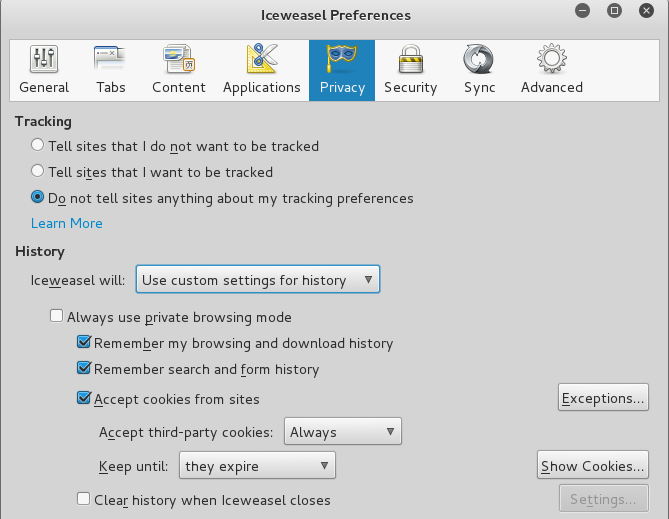 Iceweasel Preferences
General Tabs Content Applications Privacy Security Sync Advanced
Tracking
Tell sites that I do not want to be tracked
Tell sites that I want to be tracked
Do not tell sites anything about my tracking preferences
Learn More
History
Iceweasel will: Use custom settings for history
Always use private browsing mode
Remember my browsing and download history
Remember search and form history
Accept cookies from sites Exceptions...
Accept third-party cookies: Always
Keep until: they expire Show Cookies...
Clear history when Iceweasel closes Settings...